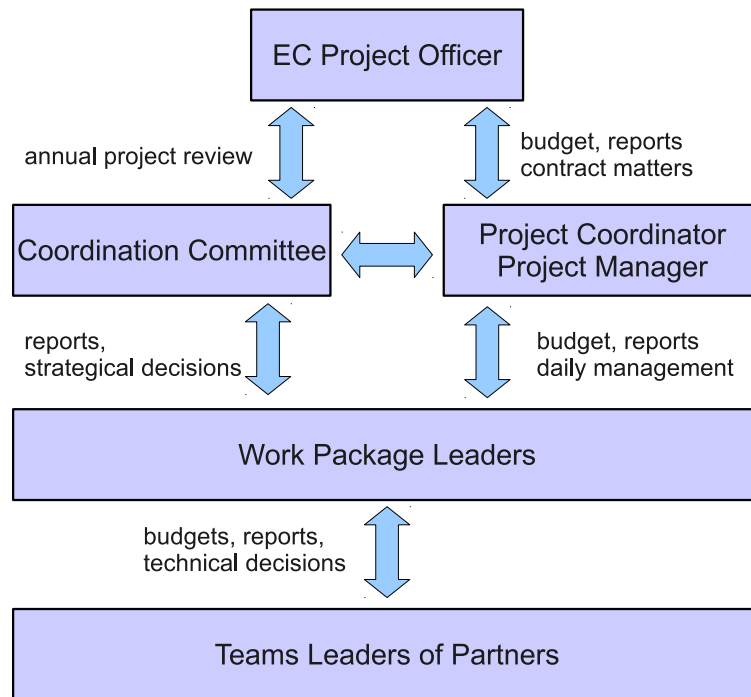 EC Project Officer
annual project review
budget, reports
contract matters
Coordination Committee
Project Coordinator
Project Manager
reports,
strategical decisions
budget, reports
daily management
Work Package Leaders
budgets, reports,
technical decisions
Teams Leaders of Partners